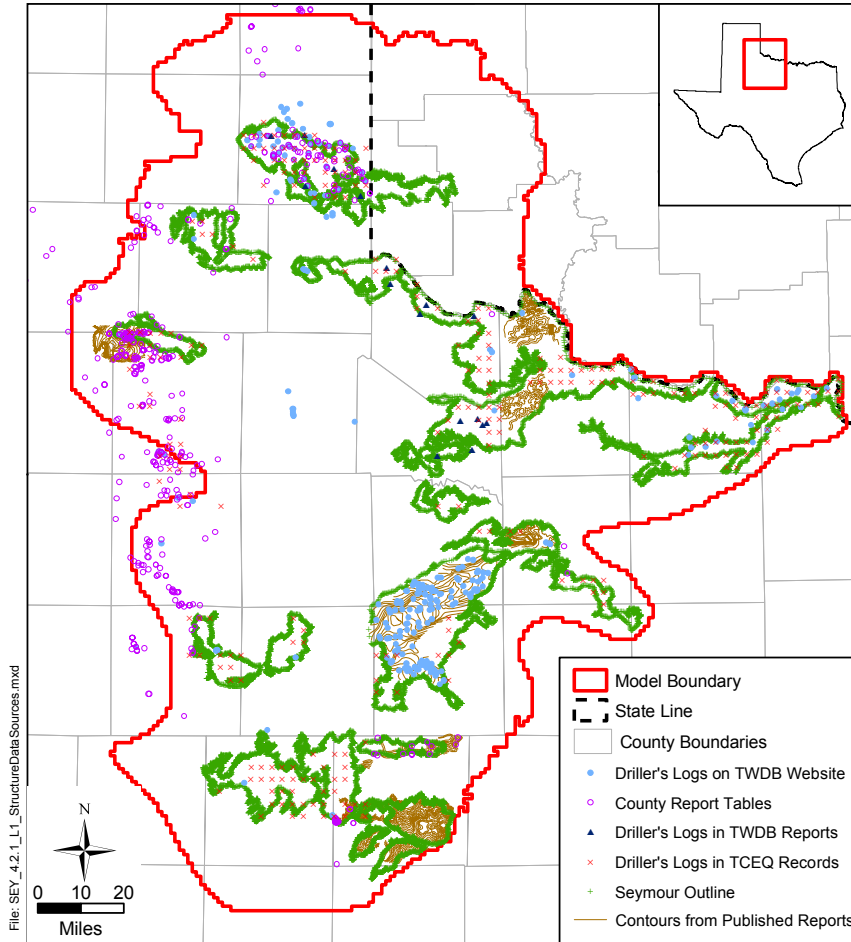 Model Boundary
State Line
County Boundaries
Driller's Logs on TWDB Website
County Report Tables
Driller's Logs in TWDB Reports
Driller's Logs in TCEQ Records
Seymour Outline
Contours from Published Reports
N
0 10 20
Miles
File: SEY_4.2.1_L1_StructureDataSources.mxd